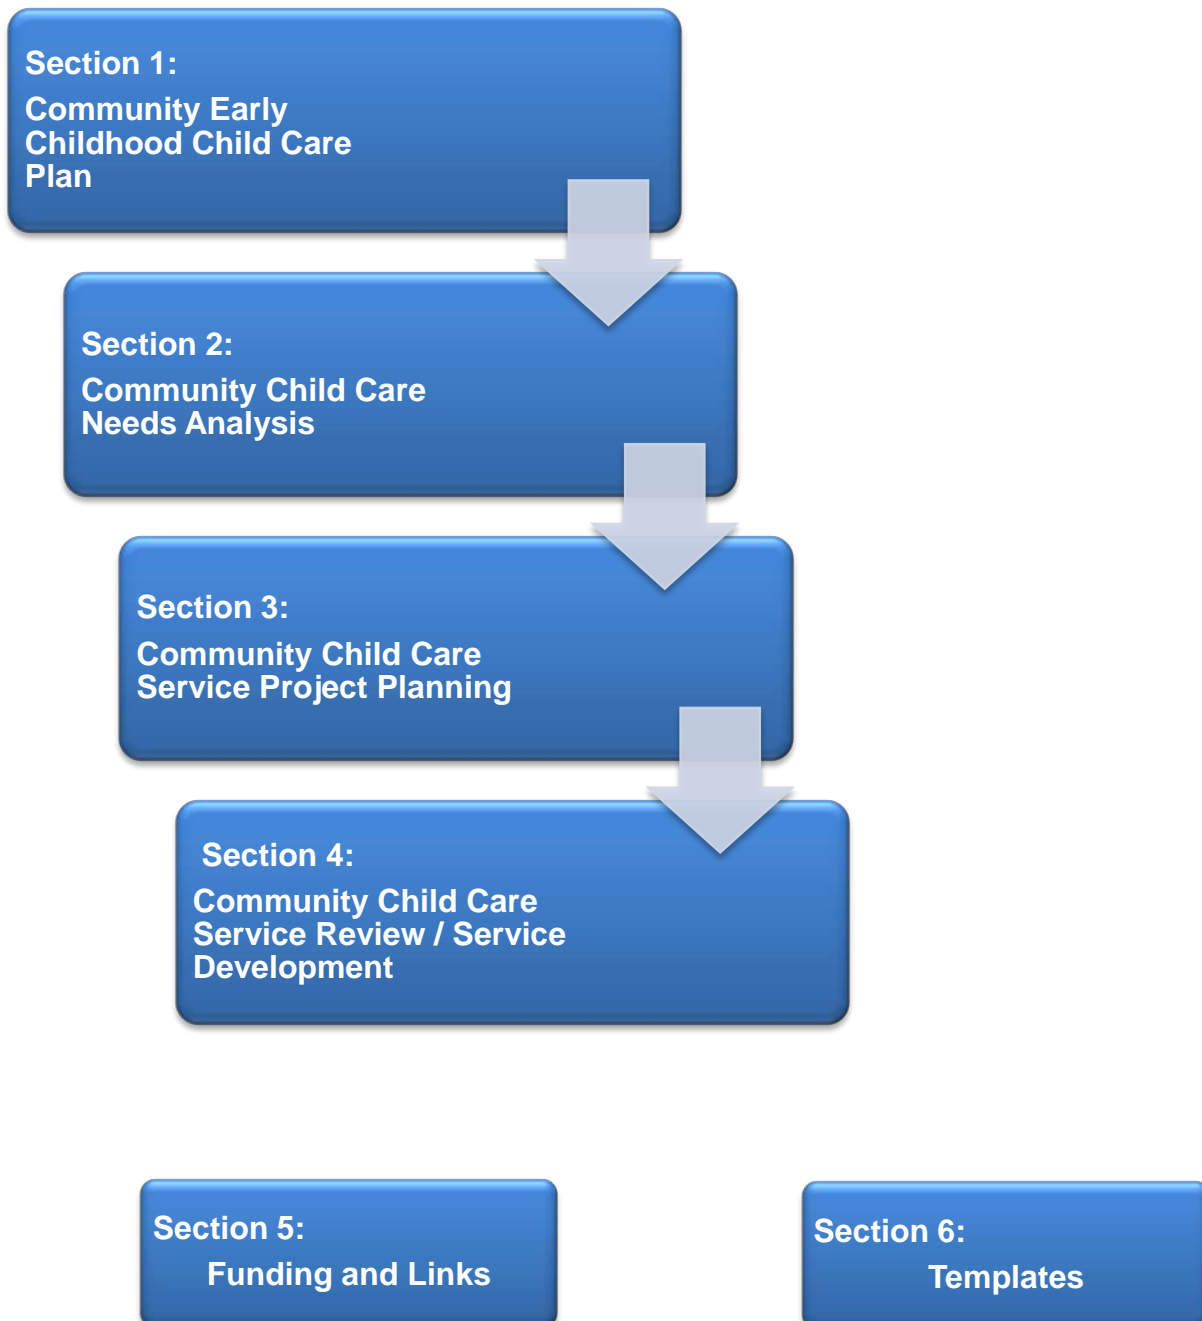 Section 1:
Community Early
Childhood Child Care
Plan
Section 2:
Community Child Care
Needs Analysis
Section 3:
Community Child Care
Service Project Planning
Section 4:
Community Child Care
Service Review / Service
Development
Section 5:
Funding and Links
Section 6:
Templates